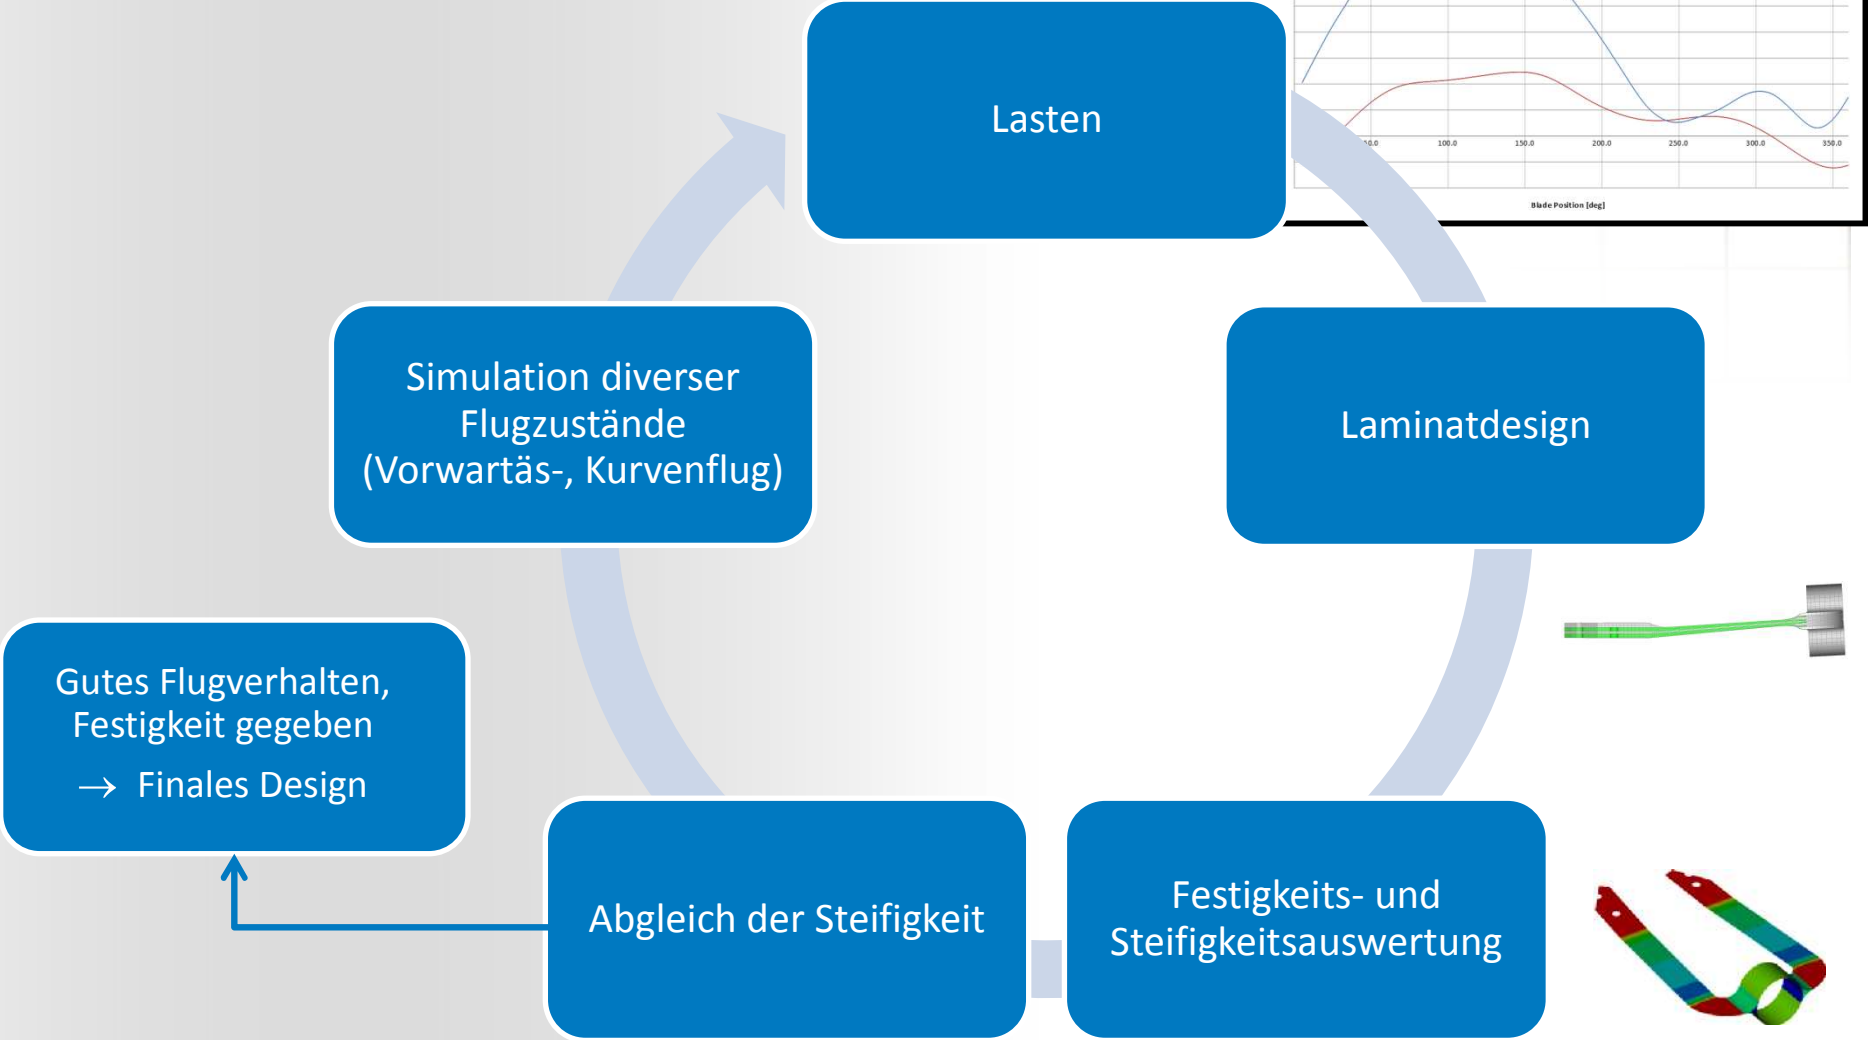 Lasten
100.0 150.0 200.0 250.0 300.0 350.0
Blade Position [deg]
Simulation diverser
Flugzustände
(Vorwartäs-, Kurvenflug)
Laminatdesign
Gutes Flugverhalten,
Festigkeit gegeben
→ Finales Design
Abgleich der Steifigkeit
Festigkeits- und
Steifigkeitsauswertung